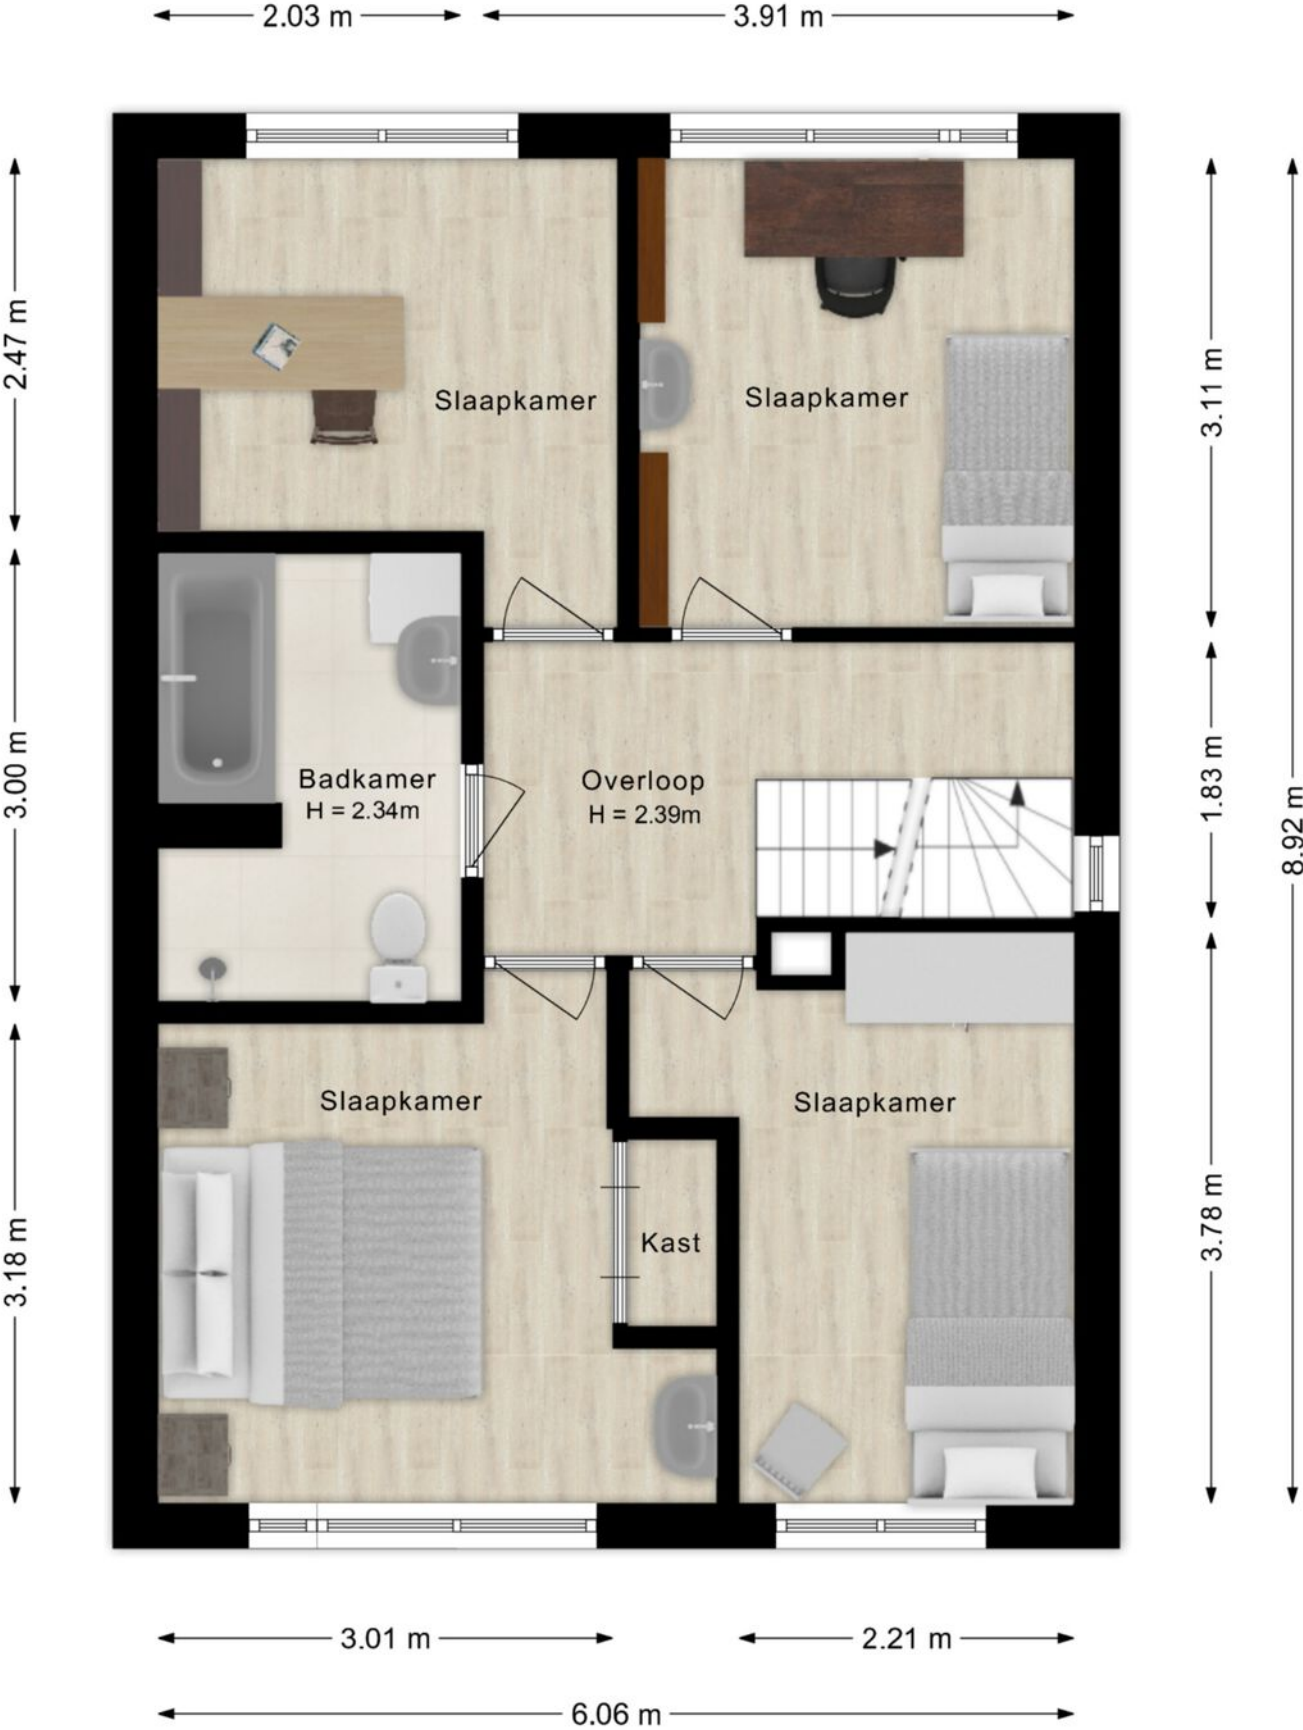 2.03 m
3.91 m
2.47 m
3.11 m
Slaapkamer
Slaapkamer
3.00 m
Badkamer
H = 2.34m
Overloop
H = 2.39m
1.83 m
8.92 m
Slaapkamer
Slaapkamer
3.18 m
Kast
3.78 m
3.01 m
2.21 m
6.06 m